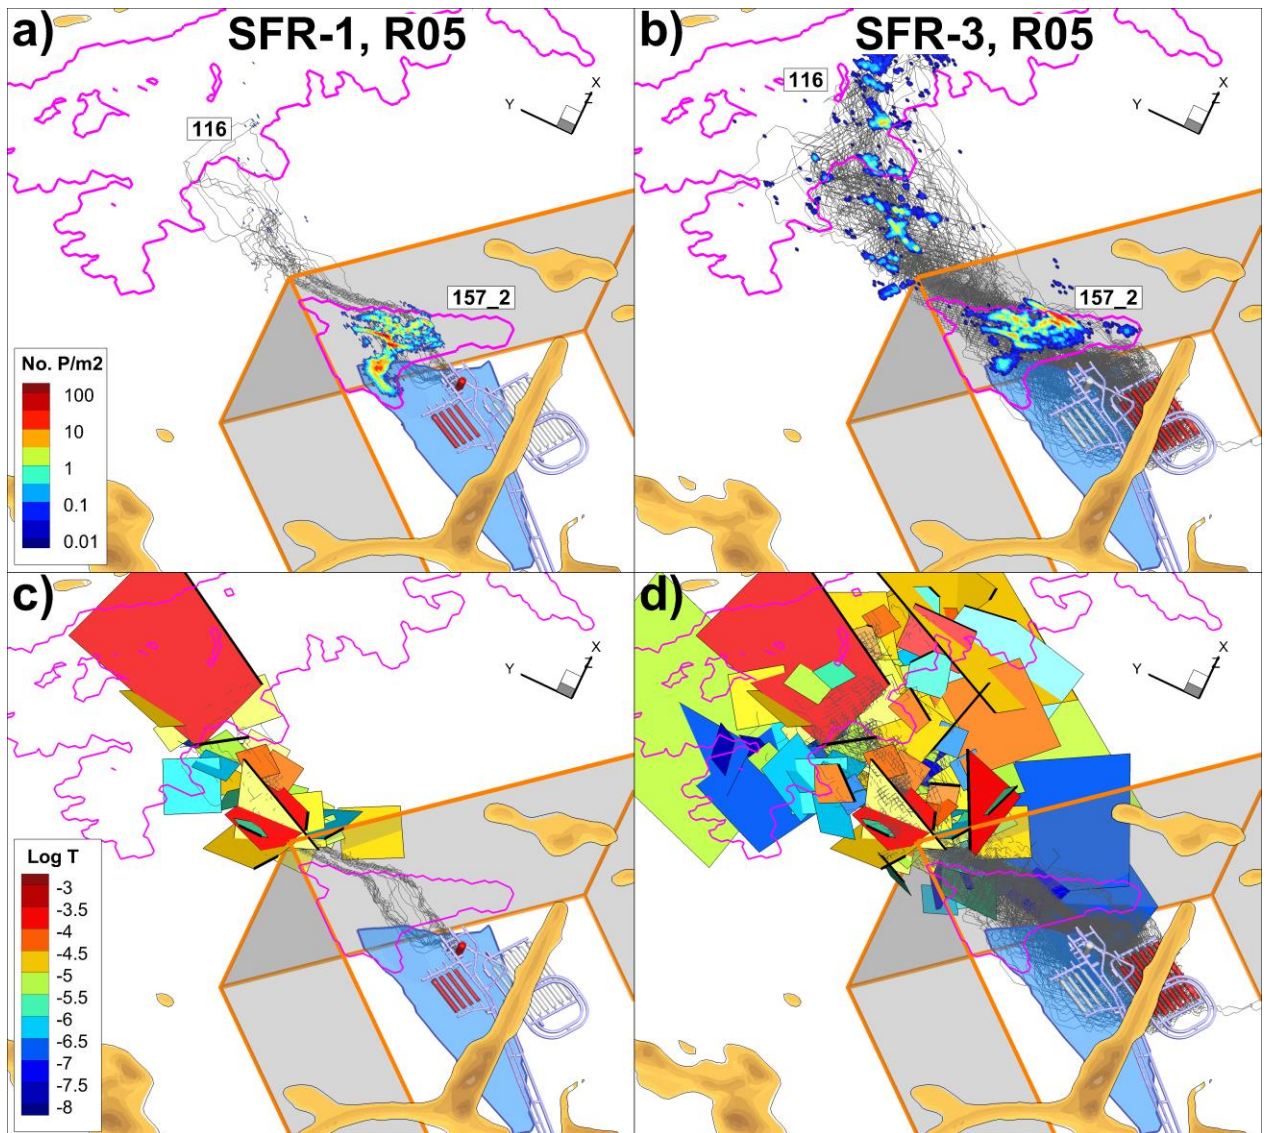 a) SFR-1, R05
116
Y
X
Z
157_2
No. P/m2
100
10
1
0.1
0.01
b) SFR-3, R05
116
Y
X
Z
157_2
c)
Y
X
Z
Log T
-3
-3.5
-4
-4.5
-5
-5.5
-6
-6.5
-7
-7.5
-8
d)
Y
X
Z